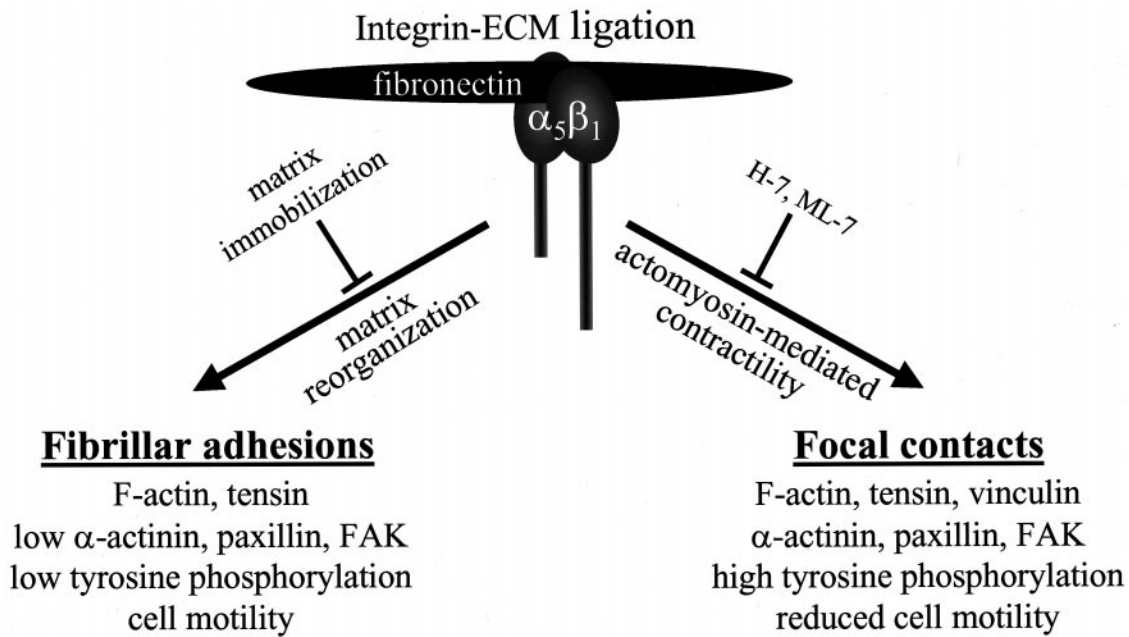 Integrin-ECM ligation
fibronectin
α₅β₁
matrix
immobilization
H-7, ML-7
matrix
reorganization
actomyosin-mediated
contractility
Fibrillar adhesions
F-actin, tensin
low α-actinin, paxillin, FAK
low tyrosine phosphorylation
cell motility
Focal contacts
F-actin, tensin, vinculin
α-actinin, paxillin, FAK
high tyrosine phosphorylation
reduced cell motility